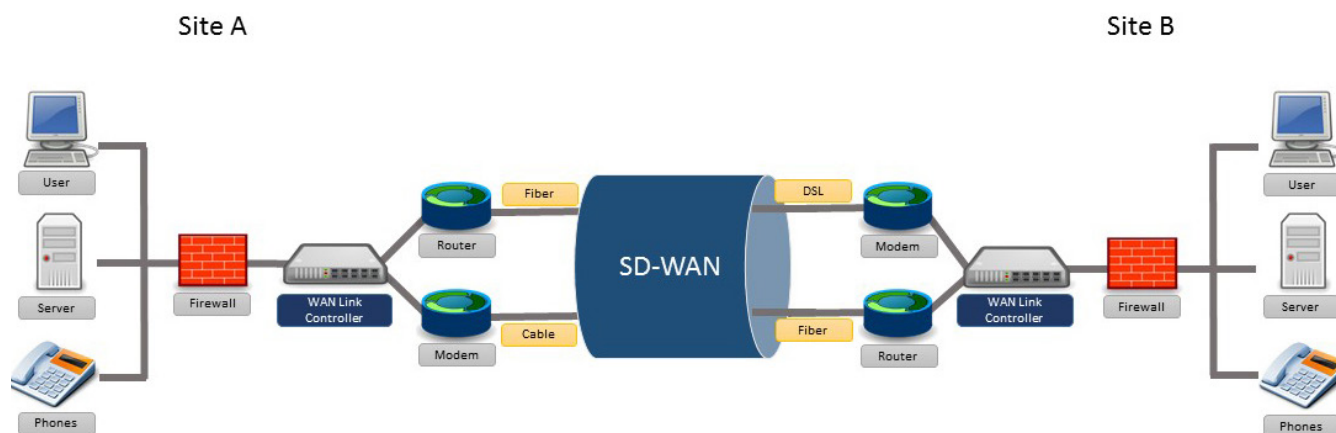 Site A
Site B
User
Server
Phones
Firewall
WAN Link
Controller
Router
Modem
Fiber
Cable
SD-WAN
DSL
Fiber
Modem
Router
WAN Link
Controller
Firewall
User
Server
Phones